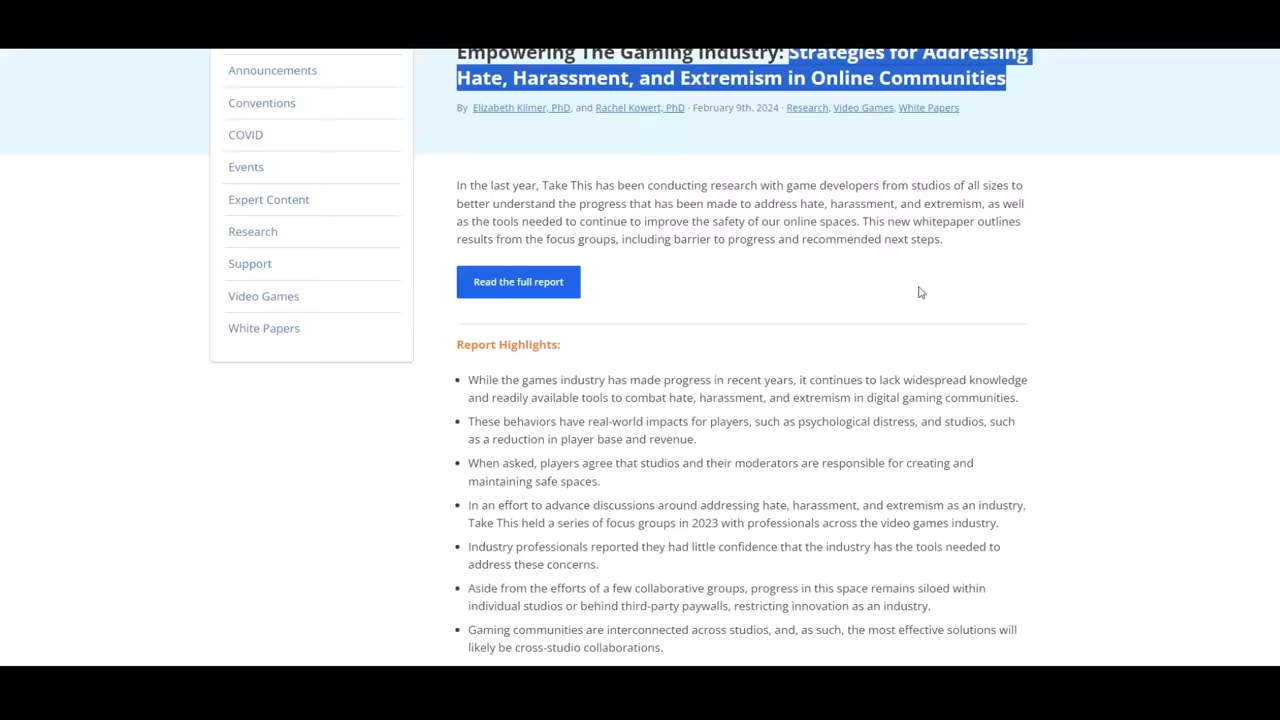 Announcements
Conventions
COVID
Events
Expert Content
Research
Support
Video Games
White Papers
Empowering The Gaming Industry: Strategies for Addressing
Hate, Harassment, and Extremism in Online Communities
By Elizabeth Kilmer, PhD, and Rachel Kowert, PhD · February 9th, 2024 · Research, Video Games, White Papers
In the last year, Take This has been conducting research with game developers from studios of all sizes to
better understand the progress that has been made to address hate, harassment, and extremism, as well
as the tools needed to continue to improve the safety of our online spaces. This new whitepaper outlines
results from the focus groups, including barrier to progress and recommended next steps.
Read the full report
Report Highlights:
• While the games industry has made progress in recent years, it continues to lack widespread knowledge
and readily available tools to combat hate, harassment, and extremism in digital gaming communities.
• These behaviors have real-world impacts for players, such as psychological distress, and studios, such
as a reduction in player base and revenue.
• When asked, players agree that studios and their moderators are responsible for creating and
maintaining safe spaces.
• In an effort to advance discussions around addressing hate, harassment, and extremism as an industry,
Take This held a series of focus groups in 2023 with professionals across the video games industry.
• Industry professionals reported they had little confidence that the industry has the tools needed to
address these concerns.
• Aside from the efforts of a few collaborative groups, progress in this space remains siloed within
individual studios or behind third-party paywalls, restricting innovation as an industry.
• Gaming communities are interconnected across studios, and, as such, the most effective solutions will
likely be cross-studio collaborations.